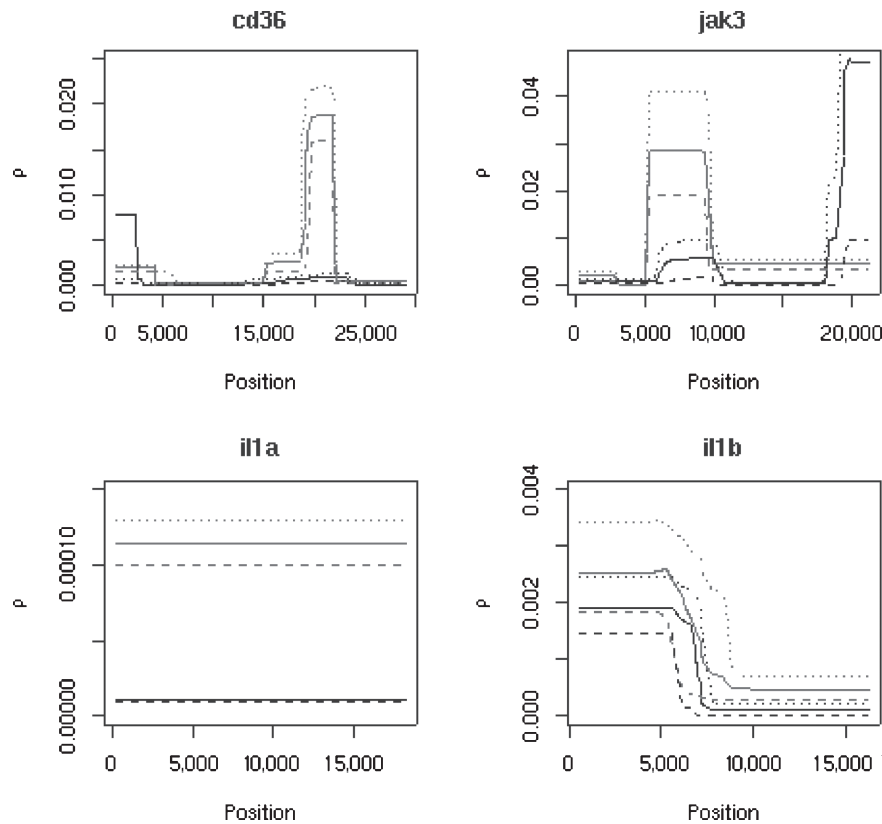 cd36
ρ
0.000 0.010 0.020
0 5,000 15,000 25,000
Position
jak3
ρ
0.00 0.02 0.04
0 5,000 10,000 20,000
Position
il1a
ρ
0.00000 0.00010
0 5,000 10,000 15,000
Position
il1b
ρ
0.000 0.002 0.004
0 5,000 10,000 15,000
Position